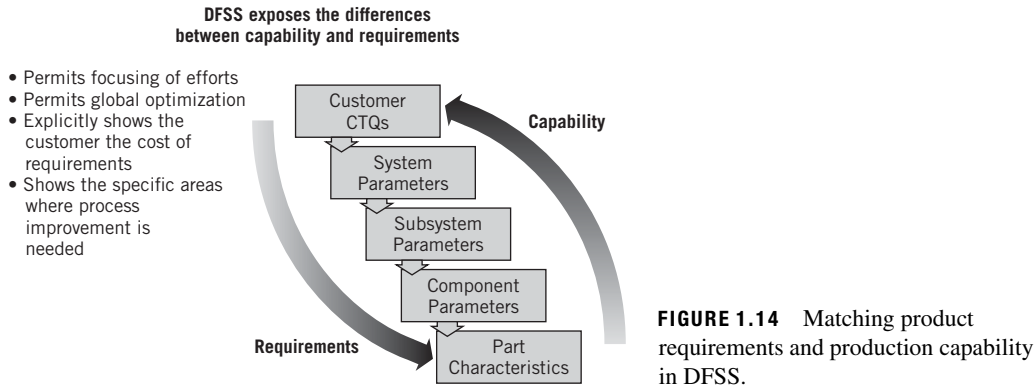 DFSS exposes the differences
between capability and requirements
• Permits focusing of efforts
• Permits global optimization
• Explicitly shows the
customer the cost of
requirements
• Shows the specific areas
where process
improvement is
needed
Customer
CTQs
System
Parameters
Subsystem
Parameters
Component
Parameters
Part
Characteristics
Capability
Requirements
FIGURE 1.14 Matching product
requirements and production capability
in DFSS.